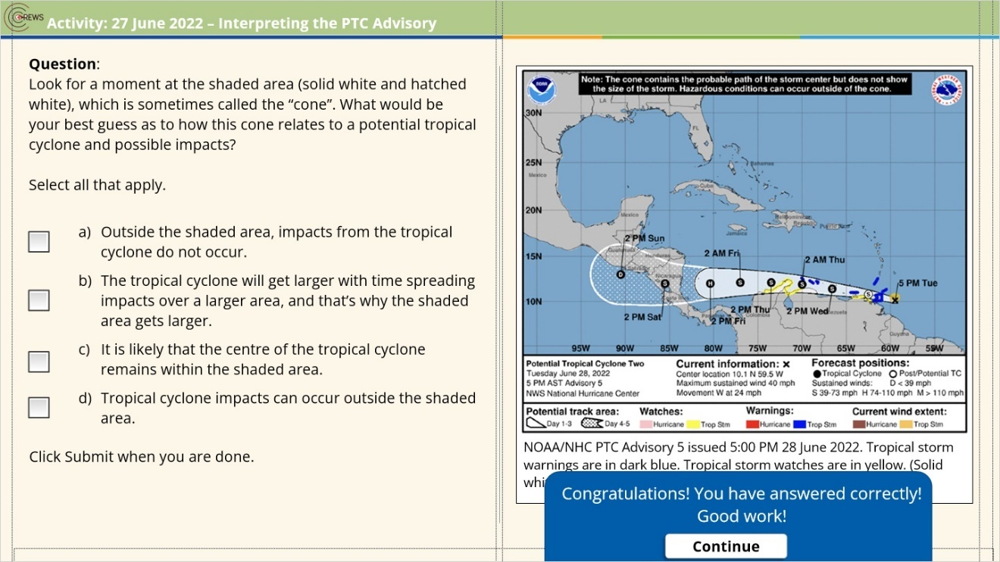 CREWS
Activity: 27 June 2022 – Interpreting the PTC Advisory
Question:
Look for a moment at the shaded area (solid white and hatched
white), which is sometimes called the “cone”. What would be
your best guess as to how this cone relates to a potential tropical
cyclone and possible impacts?
Select all that apply.
a) Outside the shaded area, impacts from the tropical
cyclone do not occur.
b) The tropical cyclone will get larger with time spreading
impacts over a larger area, and that’s why the shaded
area gets larger.
c) It is likely that the centre of the tropical cyclone
remains within the shaded area.
d) Tropical cyclone impacts can occur outside the shaded
area.
Click Submit when you are done.
NOAA
Note: The cone contains the probable path of the storm center but does not show
the size of the storm. Hazardous conditions can occur outside of the cone.
LA
30N
FL
25N
Bahamas
Mexico
Cuba
20N
Mexico
Jamaica
Puerto Rico
2 PM Sun
15N
Guatemala
Honduras
2 AM Fri
2 AM Thu
Nicaragua
D
S
H
S
S
S
S
S
5 PM Tue
10N
2 PM Sat
2 PM Fri
2 PM Thu
Colombia
2 PM Wed
Guyana
95W 90W 85W 80W 75W 70W 65W 60W 55W
Potential Tropical Cyclone Two
Tuesday June 28, 2022
5 PM AST Advisory 5
NWS National Hurricane Center
Current information: x
Center location 10.1 N 59.5 W
Maximum sustained wind 40 mph
Movement W at 24 mph
Forecast positions:
Tropical Cyclone Post/Potential TC
Sustained winds: D < 39 mph
S 39-73 mph H 74-110 mph M > 110 mph
Potential track area:
Day 1-3 Day 4-5
Watches:
Hurricane Trop Stm
Warnings:
Hurricane Trop Stm
Current wind extent:
Hurricane Trop Stm
NOAA/NHC PTC Advisory 5 issued 5:00 PM 28 June 2022. Tropical storm
warnings are in dark blue. Tropical storm watches are in yellow. (Solid
Congratulations! You have answered correctly!
Good work!
Continue